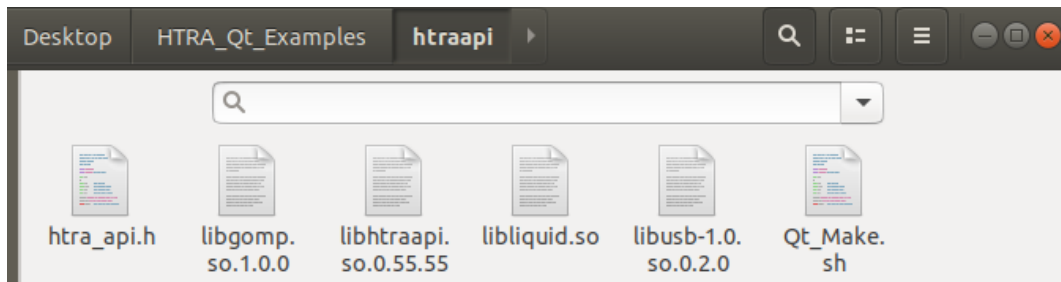 Desktop HTRA_Qt_Examples htraapi
htra_api.h libgomp. libhtraapi. libliquid.so libusb-1.0. Qt_Make.
so.1.0.0 so.0.55.55 so.0.2.0 sh